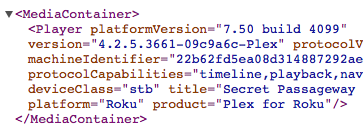 ▼<MediaContainer>
<Player platformVersion="7.50 build 4099"
version="4.2.5.3661-09c9a6c-Plex" protocolV
machineIdentifier="22b62fd5ea08d314887292ae
protocolCapabilities="timeline,playback,nav
deviceClass="stb" title="Secret Passageway
platform="Roku" product="Plex for Roku"/>
</MediaContainer>